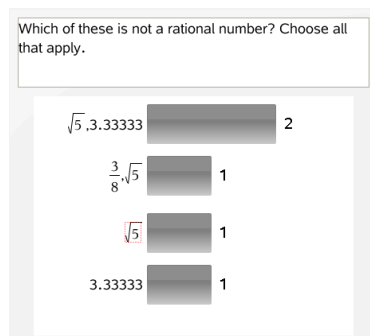 Which of these is not a rational number? Choose all
that apply.
√5,3.33333 2
3/8,√5 1
√5 1
3.33333 1